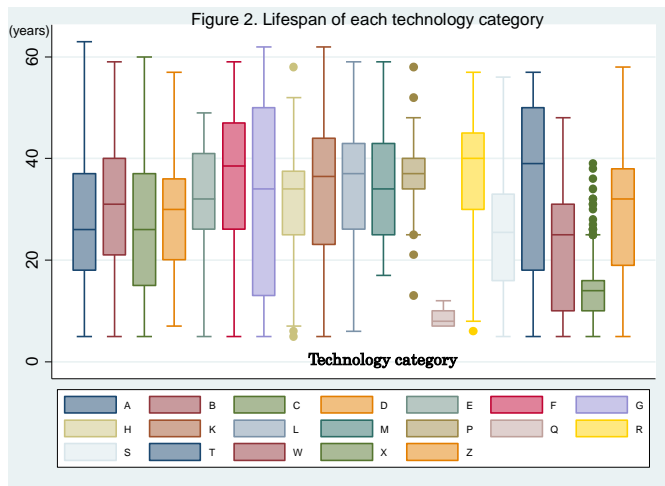 Figure 2. Lifespan of each technology category
(years)
60
40
20
0
Technology category
A B C D E F G
H K L M P Q R
S T W X Z